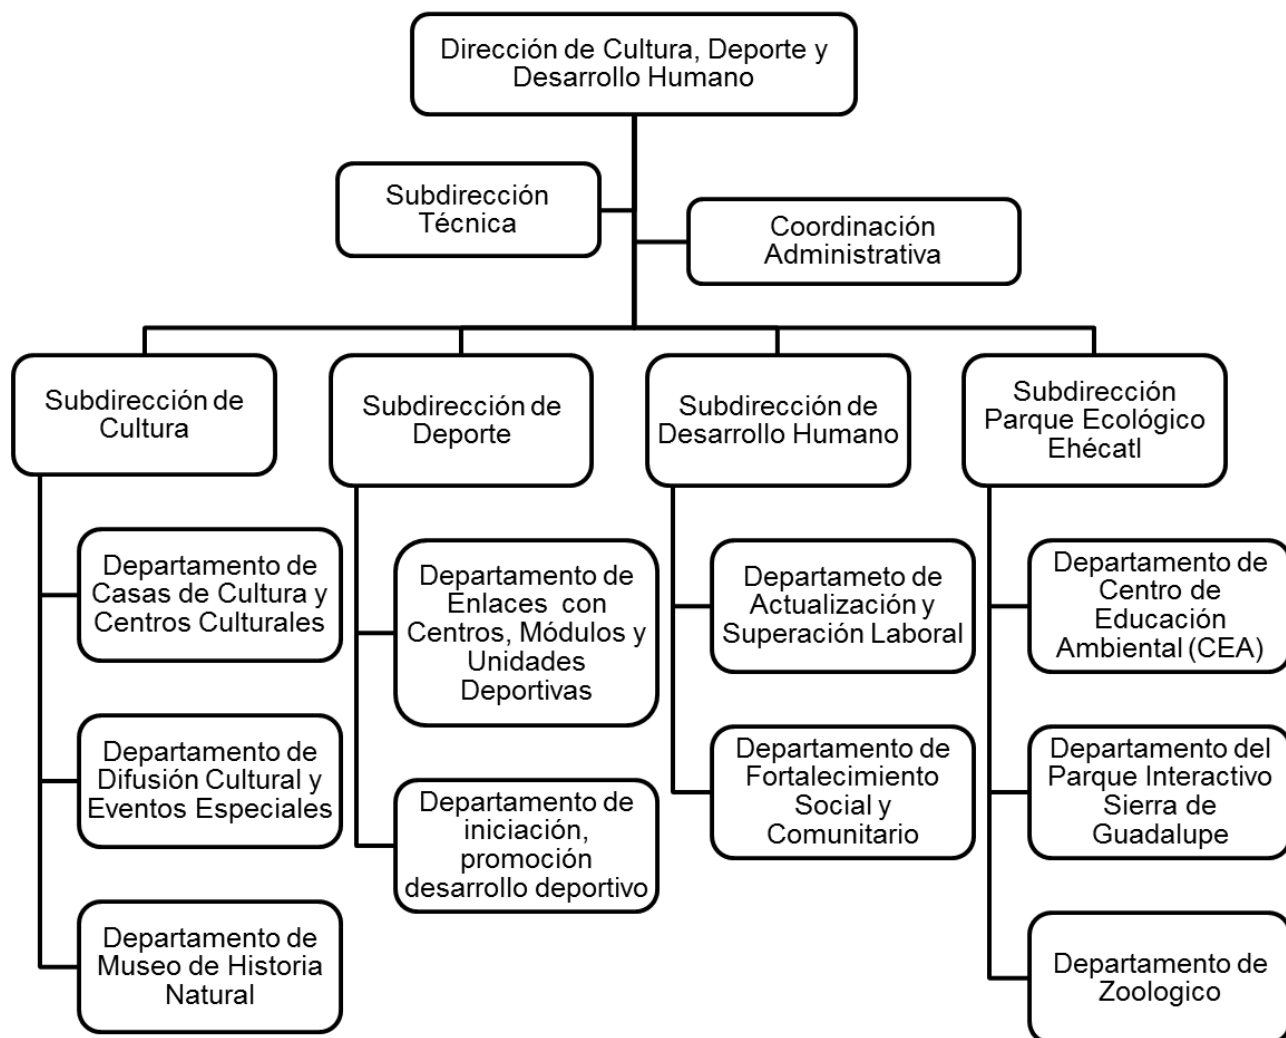 Dirección de Cultura, Deporte y
Desarrollo Humano
Subdirección
Técnica
Coordinación
Administrativa
Subdirección de
Cultura
Subdirección de
Deporte
Subdirección de
Desarrollo Humano
Subdirección
Parque Ecológico
Ehécatl
Departamento de
Casas de Cultura y
Centros Culturales
Departamento de
Difusión Cultural y
Eventos Especiales
Departamento de
Museo de Historia
Natural
Departamento de
Enlaces con
Centros, Módulos y
Unidades
Deportivas
Departamento de
iniciación,
promoción
desarrollo deportivo
Departameto de
Actualización y
Superación Laboral
Departamento de
Fortalecimiento
Social y
Comunitario
Departamento de
Centro de
Educación
Ambiental (CEA)
Departamento del
Parque Interactivo
Sierra de
Guadalupe
Departamento de
Zoologico